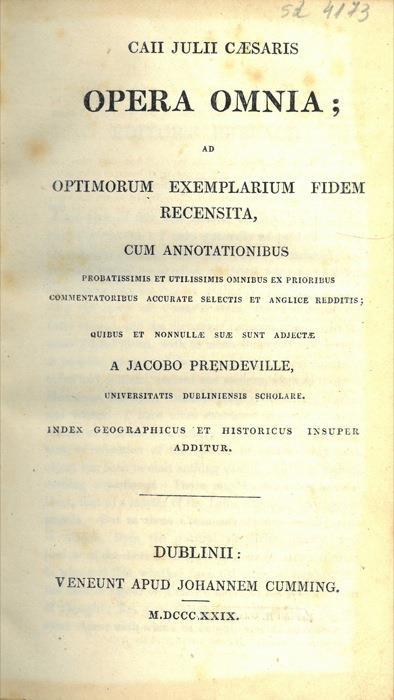 sz 4173
CAII JULII CÆSARIS
OPERA OMNIA;
AD
OPTIMORUM EXEMPLARIUM FIDEM
RECENSITA,
CUM ANNOTATIONIBUS
PROBATISSIMIS ET UTILISSIMIS OMNIBUS EX PRIORIBUS
COMMENTATORIBUS ACCURATE SELECTIS ET ANGLICE REDDITIS;
QUIBUS ET NONNULLÆ SUÆ SUNT ADJECTÆ
A JACOBO PRENDEVILLE,
UNIVERSITATIS DUBLINIENSIS SCHOLARE.
INDEX GEOGRAPHICUS ET HISTORICUS INSUPER
ADDITUR.
DUBLINII:
VENEUNT APUD JOHANNEM CUMMING.
M.DCCC.XXIX.